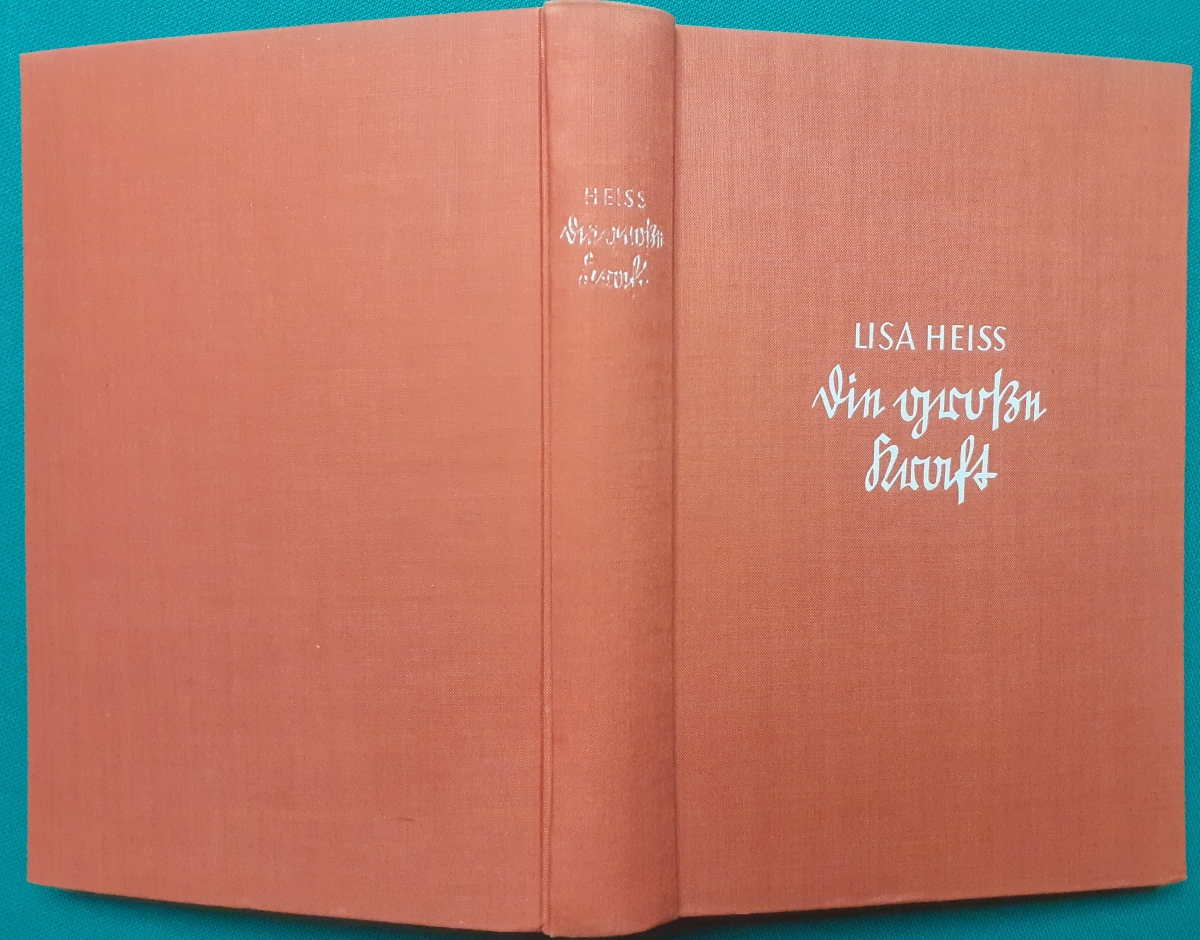 HEISS
Die große
Kraft
LISA HEISS
Die große
Kraft